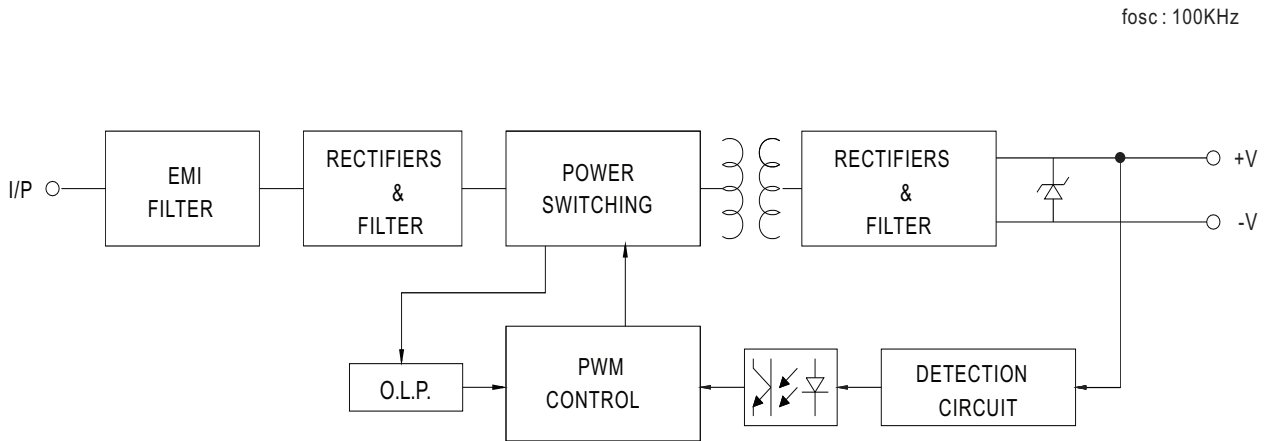 fosc : 100KHz
I/P
EMI
FILTER
RECTIFIERS
&
FILTER
POWER
SWITCHING
RECTIFIERS
&
FILTER
+V
-V
O.L.P.
PWM
CONTROL
DETECTION
CIRCUIT